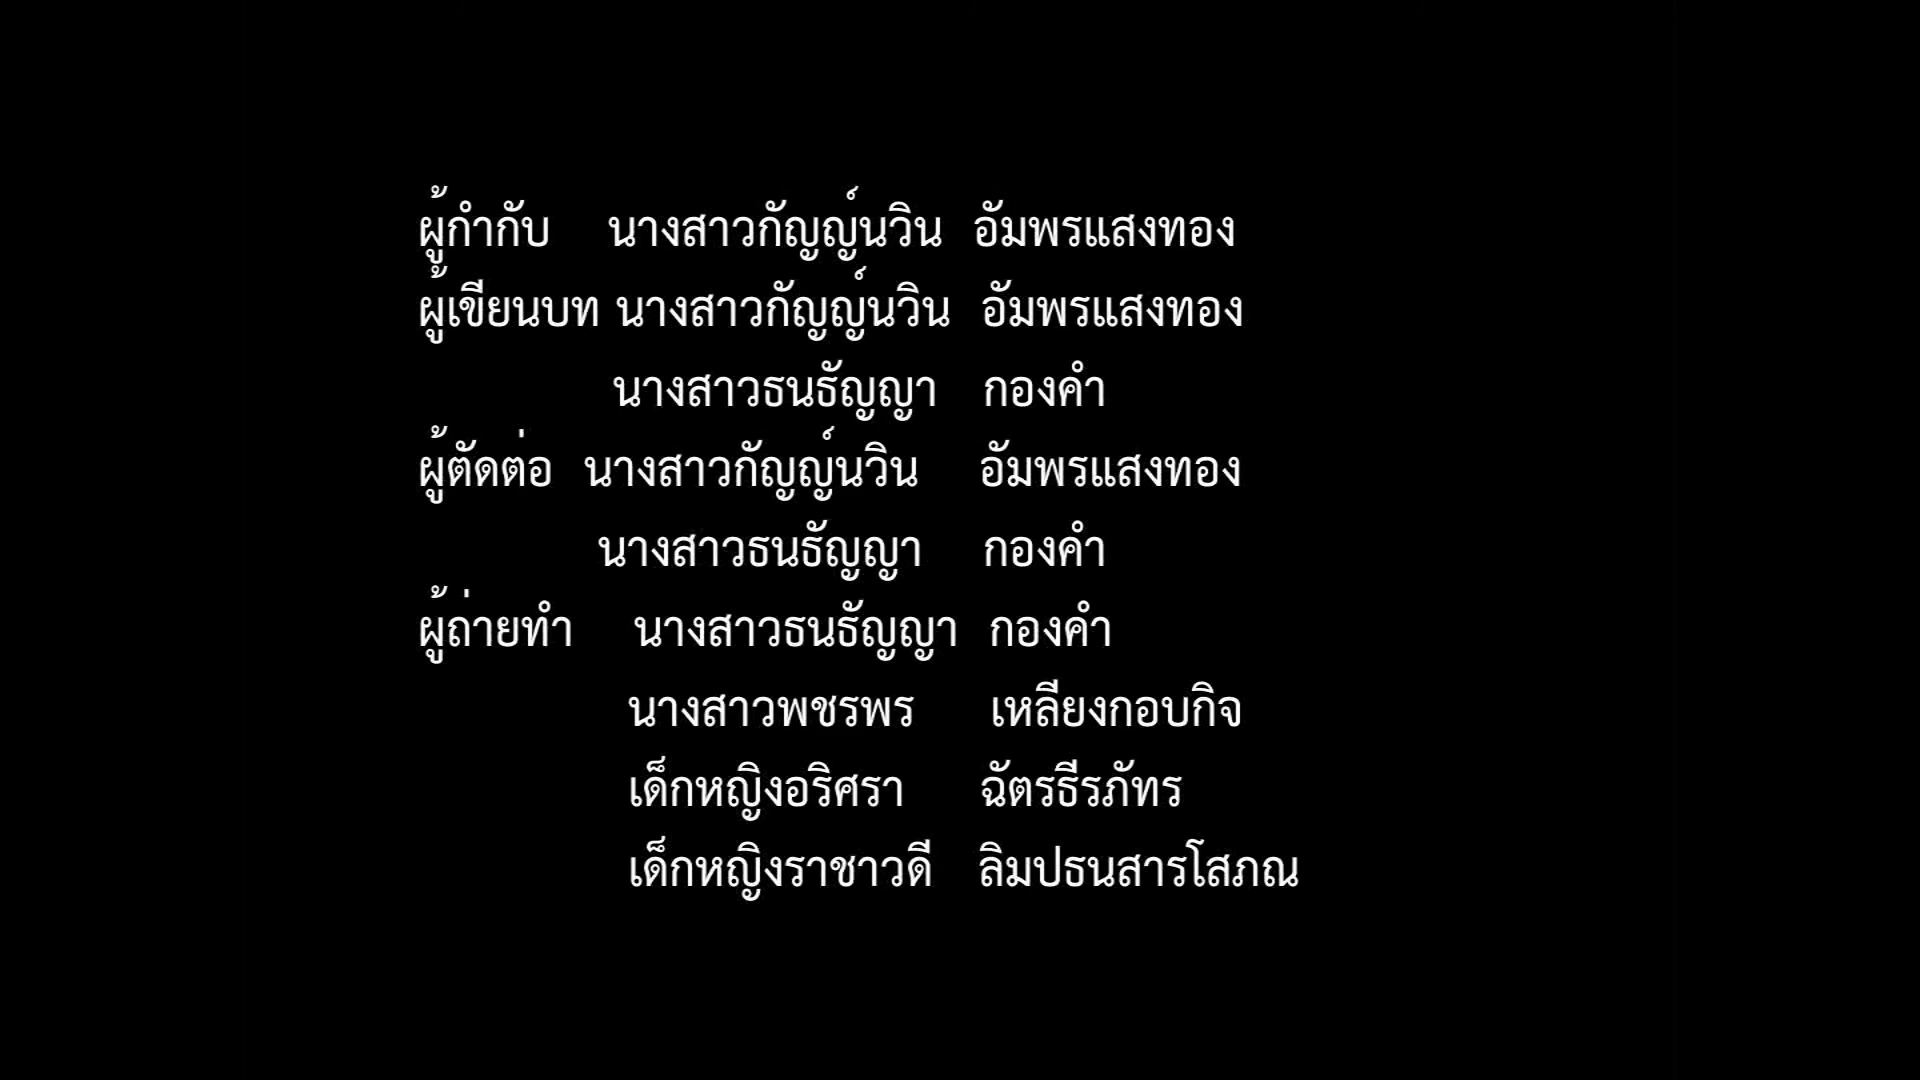 ผู้กำกับ นางสาวกัญญ์นวิน อัมพรแสงทอง
ผู้เขียนบท นางสาวกัญญ์นวิน อัมพรแสงทอง
นางสาวธนธัญญา กองคำ
ผู้ตัดต่อ นางสาวกัญญ์นวิน อัมพรแสงทอง
นางสาวธนธัญญา กองคำ
ผู้ถ่ายทำ นางสาวธนธัญญา กองคำ
นางสาวพชรพร เหลียงกอบกิจ
เด็กหญิงอริศรา ฉัตรธีรภัทร
เด็กหญิงราชาวดี ลิมปธนสารโสภณ